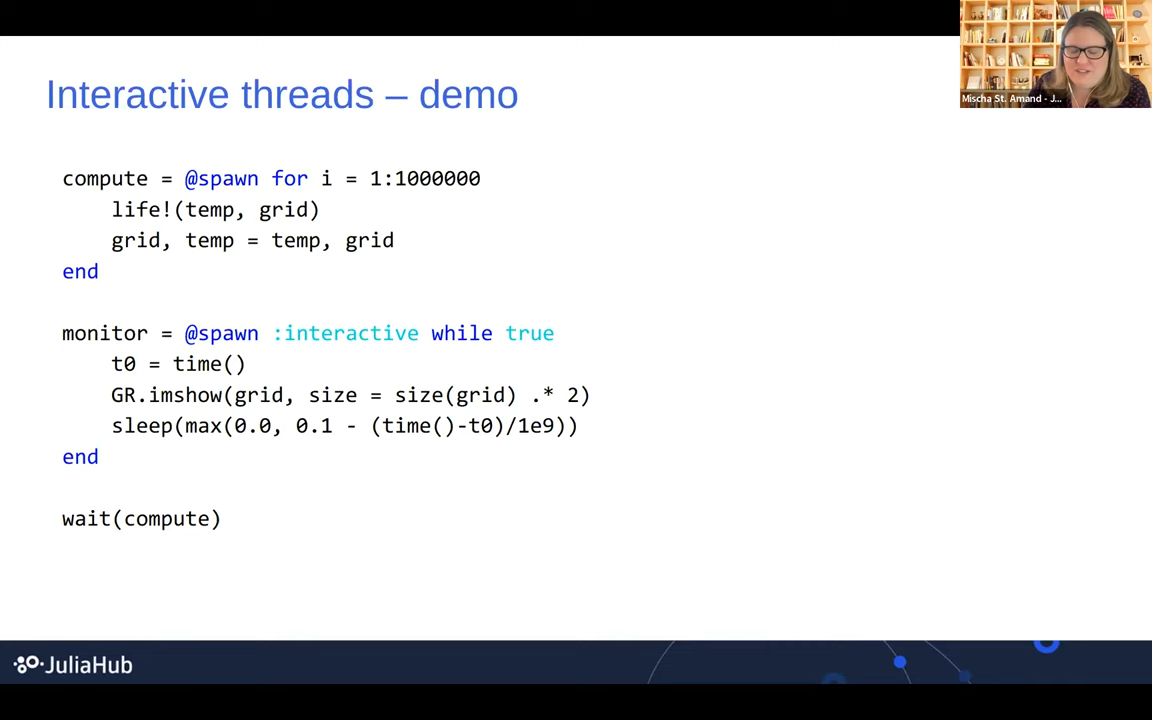 Interactive threads – demo
Mischa St. Amand - J...
compute = @spawn for i = 1:1000000
life!(temp, grid)
grid, temp = temp, grid
end
monitor = @spawn :interactive while true
t0 = time()
GR.imshow(grid, size = size(grid) .* 2)
sleep(max(0.0, 0.1 - (time()-t0)/1e9))
end
wait(compute)
JuliaHub